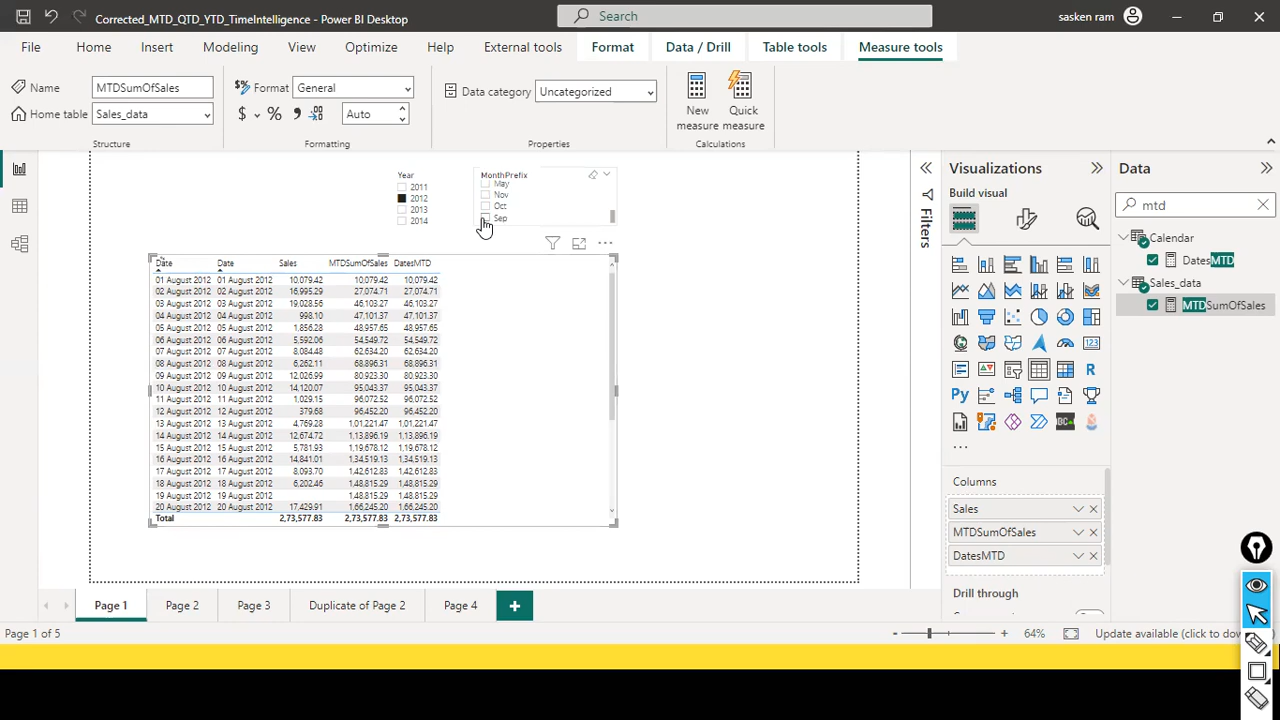 Corrected_MTD_QTD_YTD_TimeIntelligence - Power BI Desktop
Search
sasken ram
File Home Insert Modeling View Optimize Help External tools Format Data / Drill Table tools Measure tools
Name MTDSumOfSales
Home table Sales_data
Structure
Format General
$ % , Auto
Formatting
Data category Uncategorized
Properties
New measure
Quick measure
Calculations
Year
2011
2012
2013
2014
MonthPrefix
May
Nov
Oct
Sep
Date Date Sales MTDSumOfSales DatesMTD
01 August 2012 01 August 2012 10,079.42 10,079.42 10,079.42
02 August 2012 02 August 2012 16,995.29 27,074.71 27,074.71
03 August 2012 03 August 2012 19,028.56 46,103.27 46,103.27
04 August 2012 04 August 2012 998.10 47,101.37 47,101.37
05 August 2012 05 August 2012 1,856.28 48,957.65 48,957.65
06 August 2012 06 August 2012 5,592.06 54,549.72 54,549.72
07 August 2012 07 August 2012 8,084.48 62,634.20 62,634.20
08 August 2012 08 August 2012 6,262.11 68,896.31 68,896.31
09 August 2012 09 August 2012 12,026.99 80,923.30 80,923.30
10 August 2012 10 August 2012 14,120.07 95,043.37 95,043.37
11 August 2012 11 August 2012 1,029.15 96,072.52 96,072.52
12 August 2012 12 August 2012 379.68 96,452.20 96,452.20
13 August 2012 13 August 2012 4,769.28 1,01,221.47 1,01,221.47
14 August 2012 14 August 2012 12,674.72 1,13,896.19 1,13,896.19
15 August 2012 15 August 2012 5,781.93 1,19,678.12 1,19,678.12
16 August 2012 16 August 2012 14,841.01 1,34,519.13 1,34,519.13
17 August 2012 17 August 2012 8,093.70 1,42,612.83 1,42,612.83
18 August 2012 18 August 2012 6,202.46 1,48,815.29 1,48,815.29
19 August 2012 19 August 2012 1,48,815.29 1,48,815.29
20 August 2012 20 August 2012 17,429.91 1,66,245.20 1,66,245.20
Total 2,73,577.83 2,73,577.83 2,73,577.83
Filters
Visualizations
Build visual
123
R
Py
BC
Columns
Sales
MTDSumOfSales
DatesMTD
Drill through
Data
mtd
Calendar
DatesMTD
Sales_data
MTDSumOfSales
Page 1 Page 2 Page 3 Duplicate of Page 2 Page 4
Page 1 of 5
64%
Update available (click to dow